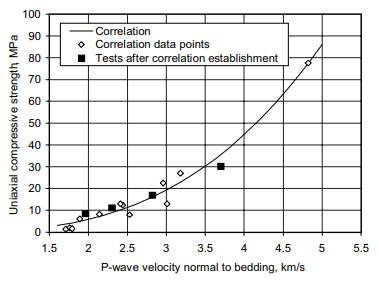 100
90
80
70
60
50
40
30
20
10
0
Uniaxial compressive strength, MPa
Correlation
Correlation data points
Tests after correlation establishment
1.5 2 2.5 3 3.5 4 4.5 5 5.5
P-wave velocity normal to bedding, km/s